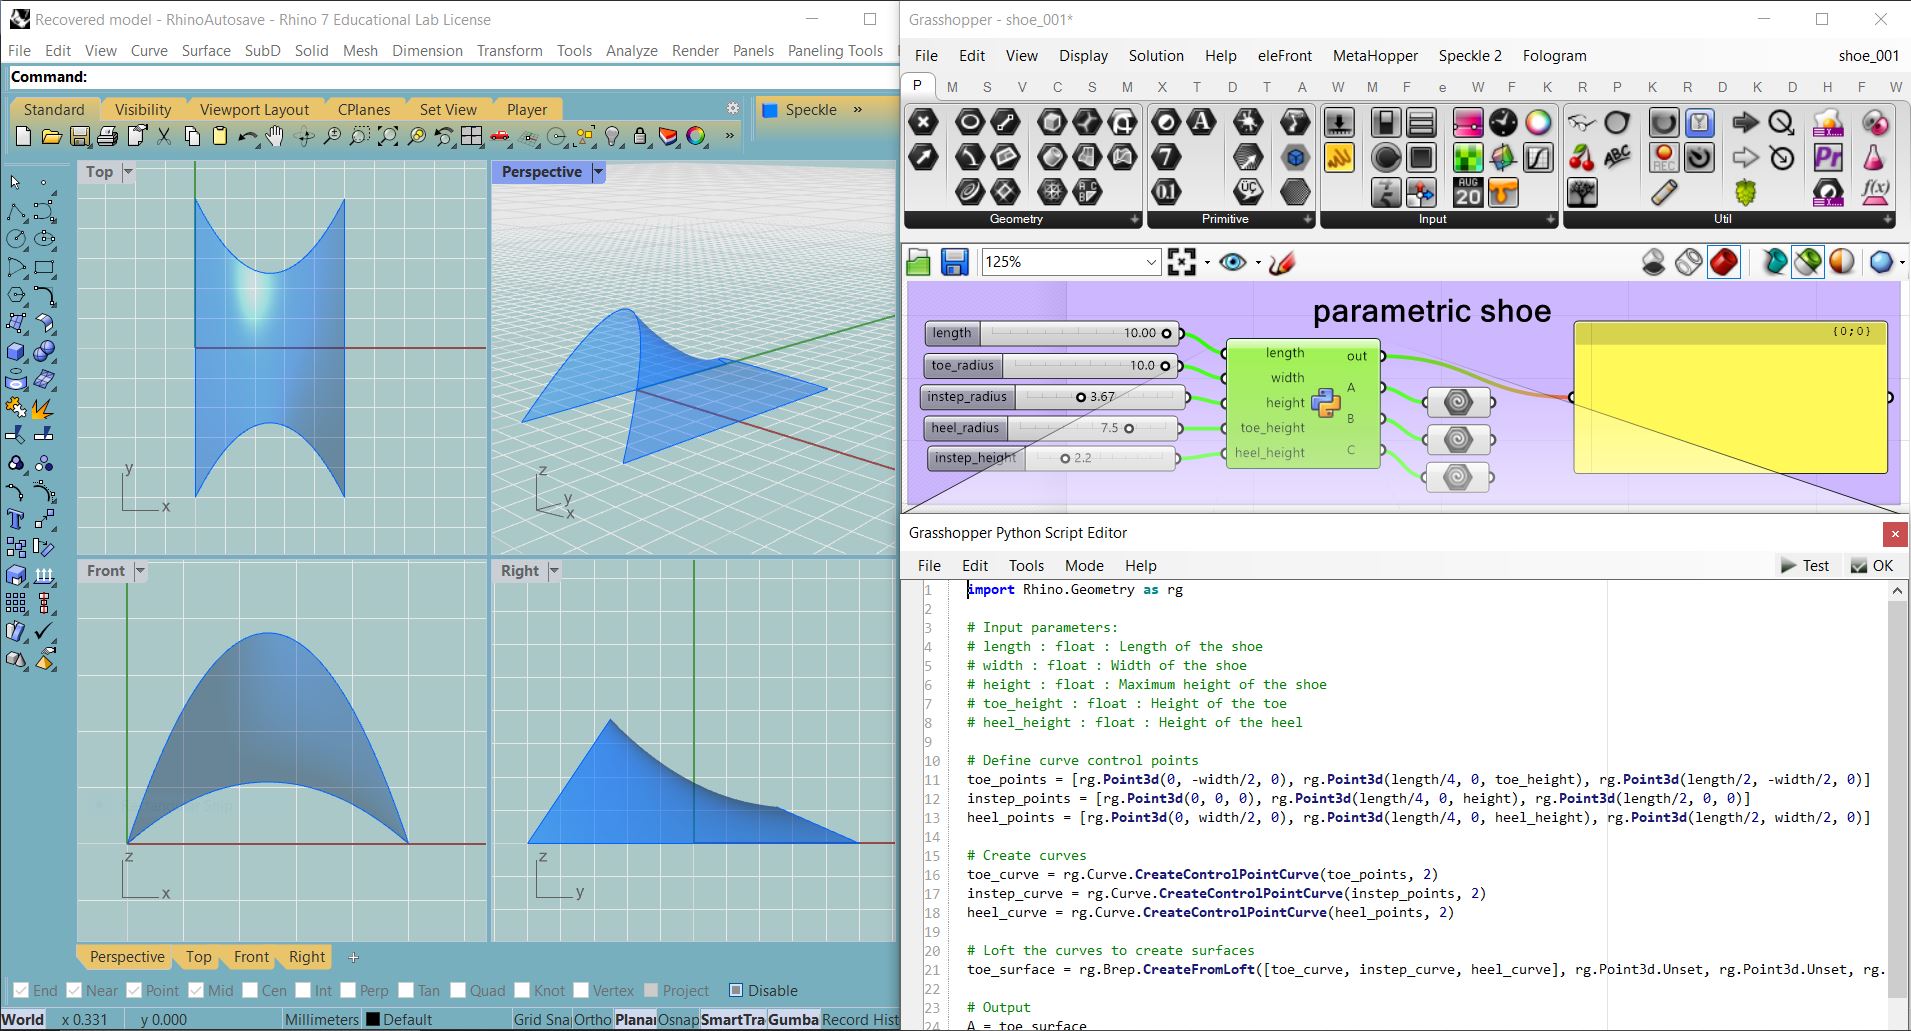 Recovered model - RhinoAutosave - Rhino 7 Educational Lab License
File Edit View Curve Surface SubD Solid Mesh Dimension Transform Tools Analyze Render Panels Paneling Tools
Command:
Standard Visibility Viewport Layout CPlanes Set View Player
Speckle »
Top
y
x
Perspective
z
y
x
Front
z
x
Right
z
y
Perspective Top Front Right
End Near Point Mid Cen Int Perp Tan Quad Knot Vertex Project Disable
World x 0.331 y 0.000 Millimeters Default Grid Sna Ortho Planar Osnap SmartTra Gumba Record Hist
Grasshopper - shoe_001*
File Edit View Display Solution Help eleFront MetaHopper Speckle 2 Fologram shoe_001
P M S V C S M X T D T A W M F e W F K R P K R D K D H F W
Geometry Primitive Input Util
125%
parametric shoe
length 10.00
toe_radius 10.0
instep_radius 3.67
heel_radius 7.5
instep_height 2.2
length
width
height
toe_height
heel_height
out
A
B
C
{0;0}
Grasshopper Python Script Editor
File Edit Tools Mode Help Test OK
1 import Rhino.Geometry as rg
2
3 # Input parameters:
4 # length : float : Length of the shoe
5 # width : float : Width of the shoe
6 # height : float : Maximum height of the shoe
7 # toe_height : float : Height of the toe
8 # heel_height : float : Height of the heel
9
10 # Define curve control points
11 toe_points = [rg.Point3d(0, -width/2, 0), rg.Point3d(length/4, 0, toe_height), rg.Point3d(length/2, -width/2, 0)]
12 instep_points = [rg.Point3d(0, 0, 0), rg.Point3d(length/4, 0, height), rg.Point3d(length/2, 0, 0)]
13 heel_points = [rg.Point3d(0, width/2, 0), rg.Point3d(length/4, 0, heel_height), rg.Point3d(length/2, width/2, 0)]
14
15 # Create curves
16 toe_curve = rg.Curve.CreateControlPointCurve(toe_points, 2)
17 instep_curve = rg.Curve.CreateControlPointCurve(instep_points, 2)
18 heel_curve = rg.Curve.CreateControlPointCurve(heel_points, 2)
19
20 # Loft the curves to create surfaces
21 toe_surface = rg.Brep.CreateFromLoft([toe_curve, instep_curve, heel_curve], rg.Point3d.Unset, rg.Point3d.Unset, rg.
22
23 # Output
24 A = toe_surface